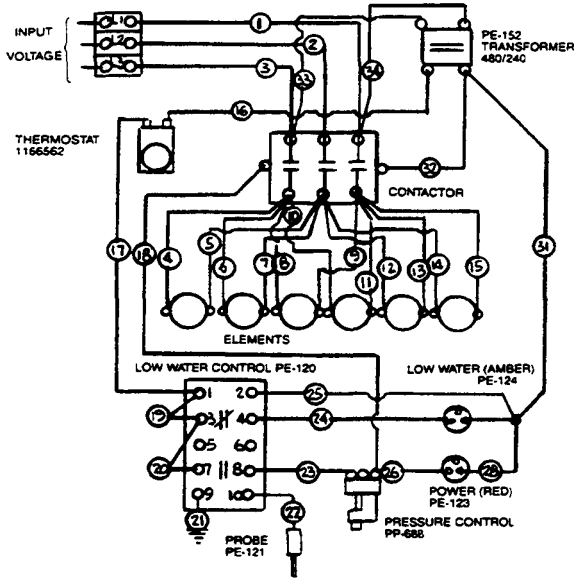 L1
L2
L3
INPUT
VOLTAGE
1
2
3
33
34
PE-152
TRANSFORMER
480/240
16
THERMOSTAT
1166562
32
CONTACTOR
17
18
4
5
6
10
7
8
9
11
12
13
14
15
31
ELEMENTS
LOW WATER CONTROL PE-120
LOW WATER (AMBER)
PE-124
1 2
3 4
5 6
7 8
9 10
19
20
21
22
23
24
25
26
28
POWER (RED)
PE-123
PROBE
PE-121
PRESSURE CONTROL
PP-688